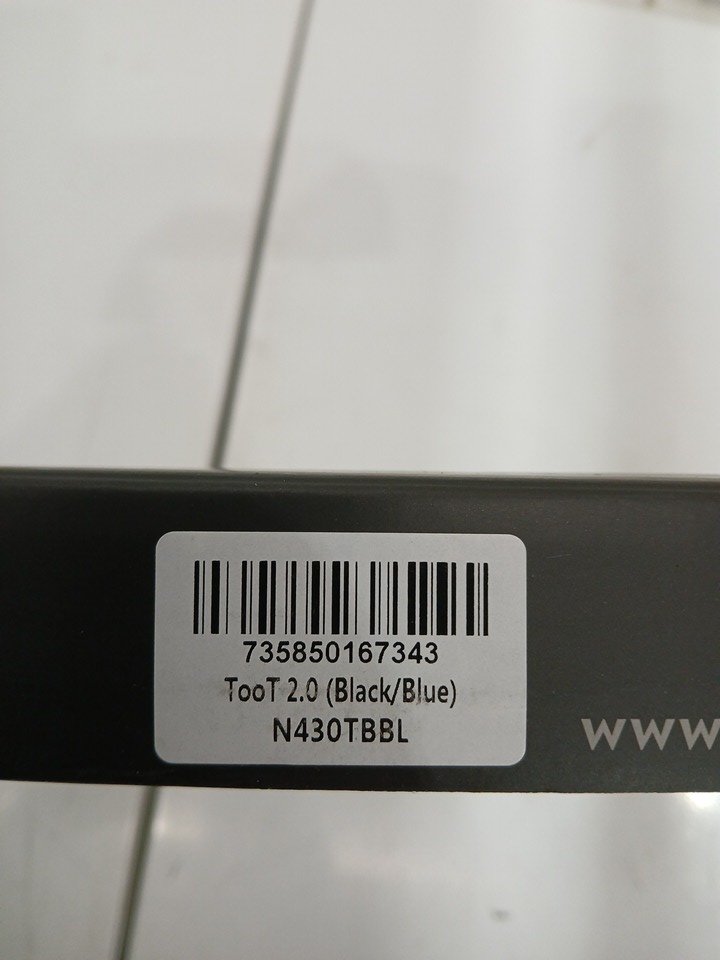 735850167343
TooT 2.0 (Black/Blue)
N430TBBL
www